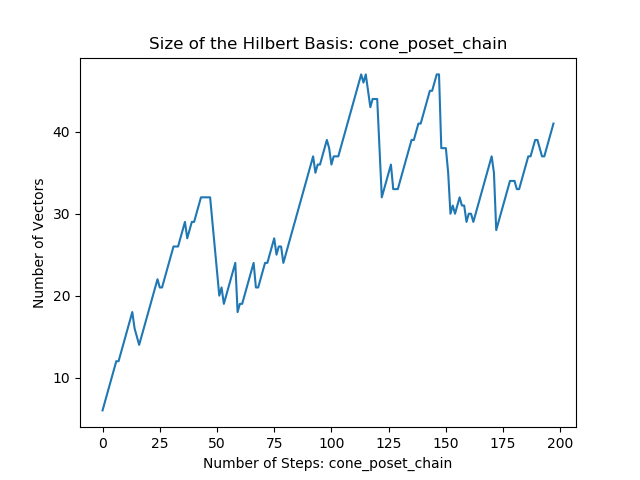 Size of the Hilbert Basis: cone_poset_chain
Number of Vectors
40
30
20
10
0 25 50 75 100 125 150 175 200
Number of Steps: cone_poset_chain